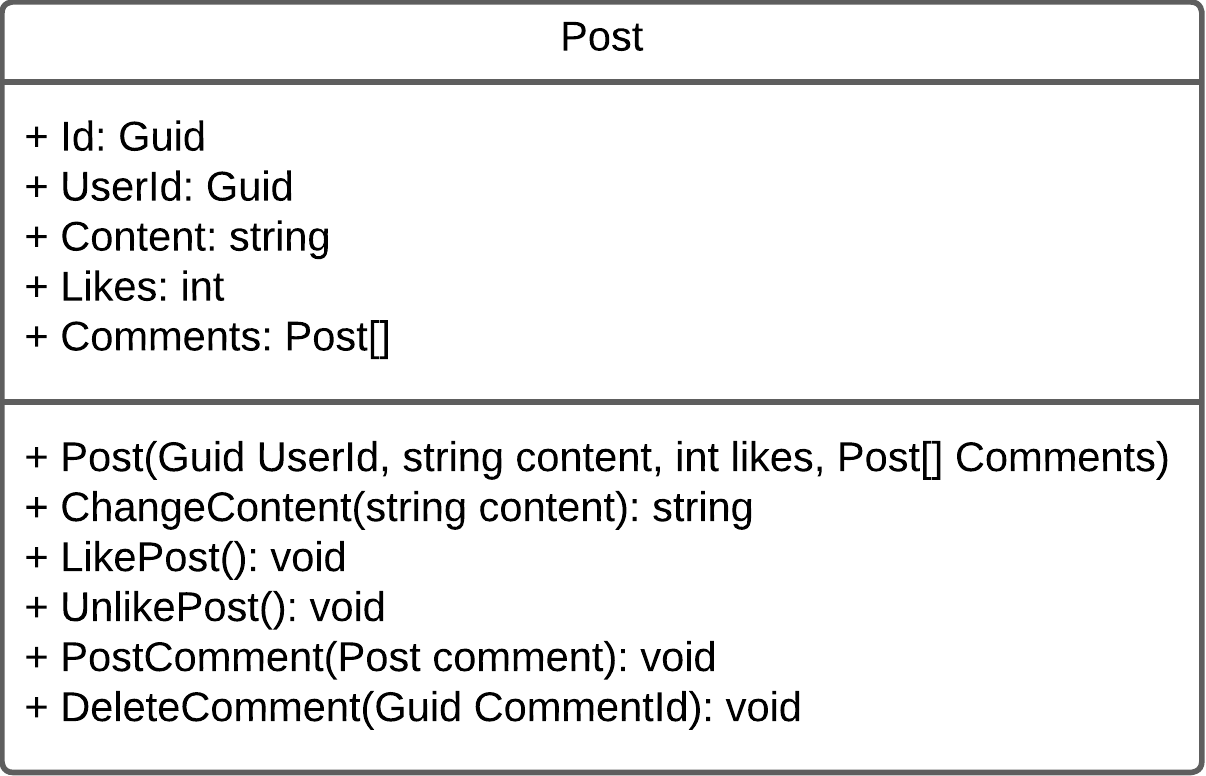 Post
+ Id: Guid
+ UserId: Guid
+ Content: string
+ Likes: int
+ Comments: Post[]
+ Post(Guid UserId, string content, int likes, Post[] Comments)
+ ChangeContent(string content): string
+ LikePost(): void
+ UnlikePost(): void
+ PostComment(Post comment): void
+ DeleteComment(Guid CommentId): void